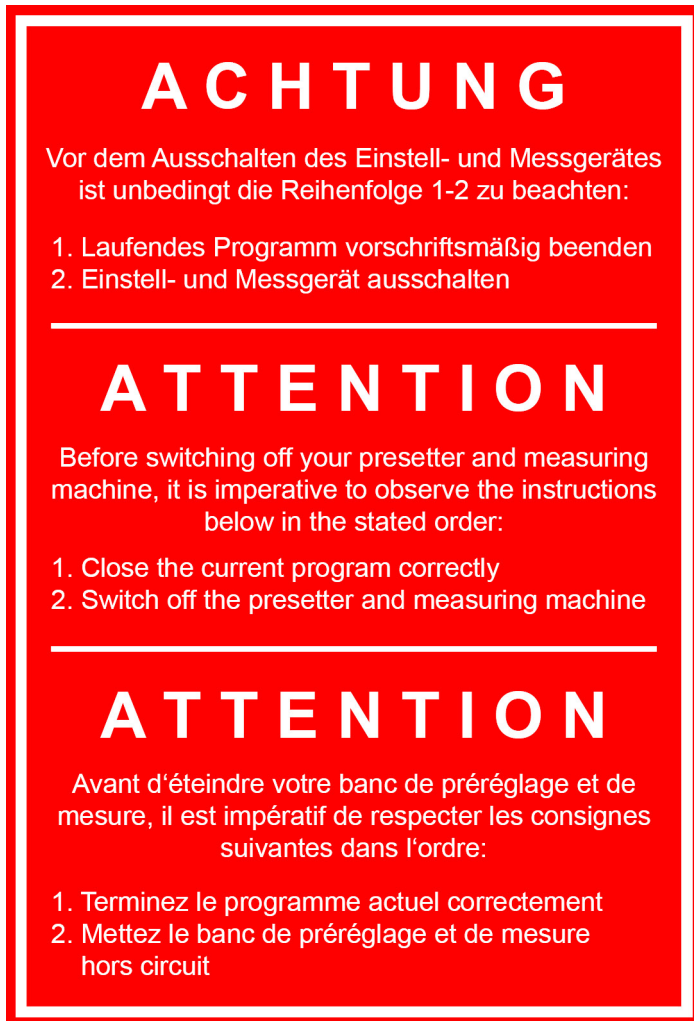 ACHTUNG
Vor dem Ausschalten des Einstell- und Messgerätes
ist unbedingt die Reihenfolge 1-2 zu beachten:
1. Laufendes Programm vorschriftsmäßig beenden
2. Einstell- und Messgerät ausschalten
ATTENTION
Before switching off your presetter and measuring
machine, it is imperative to observe the instructions
below in the stated order:
1. Close the current program correctly
2. Switch off the presetter and measuring machine
ATTENTION
Avant d‘éteindre votre banc de préréglage et de
mesure, il est impératif de respecter les consignes
suivantes dans l‘ordre:
1. Terminez le programme actuel correctement
2. Mettez le banc de préréglage et de mesure
hors circuit